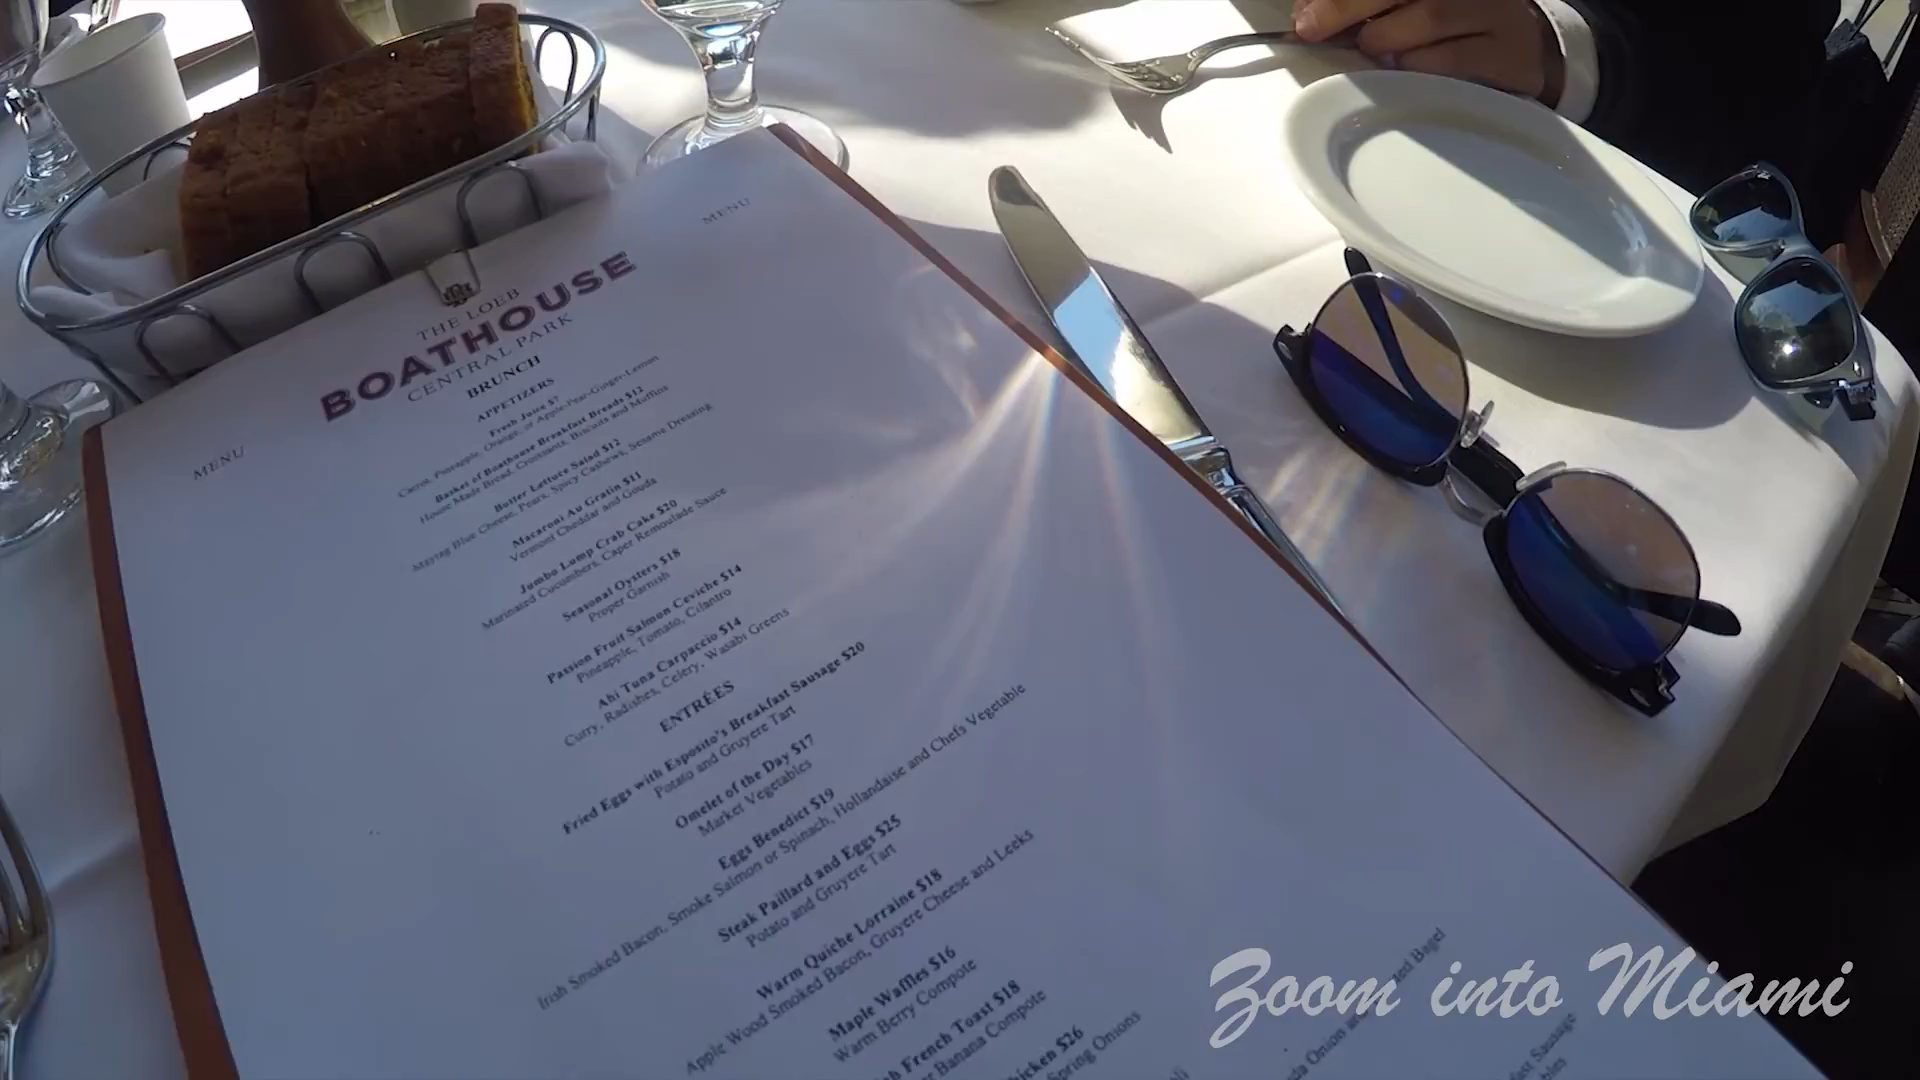 MENU
MENU
THE LOEB
BOATHOUSE
CENTRAL PARK
BRUNCH
APPETIZERS
Fresh Juice $7
Carrot, Pineapple, Orange, or Apple-Pear-Ginger-Lemon
Basket of Boathouse Breakfast Breads $12
House Made Bread, Croissants, Biscuits and Muffins
Butter Lettuce Salad $12
Maytag Blue Cheese, Pears, Spicy Cashews, Sesame Dressing
Macaroni Au Gratin $11
Vermont Cheddar and Gouda
Jumbo Lump Crab Cake $20
Marinated Cucumbers, Caper Remoulade Sauce
Seasonal Oysters $18
Proper Garnish
Passion Fruit Salmon Ceviche $14
Pineapple, Tomato, Cilantro
Ahi Tuna Carpaccio $14
Curry, Radishes, Celery, Wasabi Greens
ENTRÉES
Fried Eggs with Esposito's Breakfast Sausage $20
Potato and Gruyere Tart
Omelet of the Day $17
Market Vegetables
Eggs Benedict $19
Irish Smoked Bacon, Smoke Salmon or Spinach, Hollandaise and Chefs Vegetable
Steak Paillard and Eggs $25
Potato and Gruyere Tart
Warm Quiche Lorraine $18
Apple Wood Smoked Bacon, Gruyere Cheese and Leeks
Maple Waffles $16
Warm Berry Compote
French Toast $18
Banana Compote
$26
Spring Onions
Onion Bagel
Sausage
Zoom into Miami